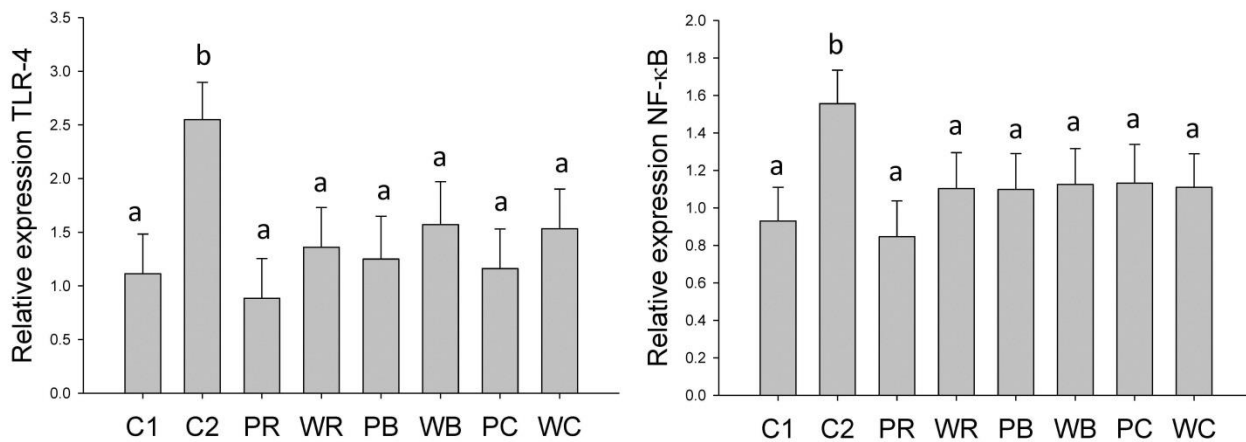 Relative expression TLR-4
3.5
3.0
2.5
2.0
1.5
1.0
0.5
0.0
a
b
a
a
a
a
a
a
C1 C2 PR WR PB WB PC WC
Relative expression NF-κB
2.0
1.8
1.6
1.4
1.2
1.0
0.8
0.6
0.4
0.2
0.0
a
b
a
a
a
a
a
a
C1 C2 PR WR PB WB PC WC